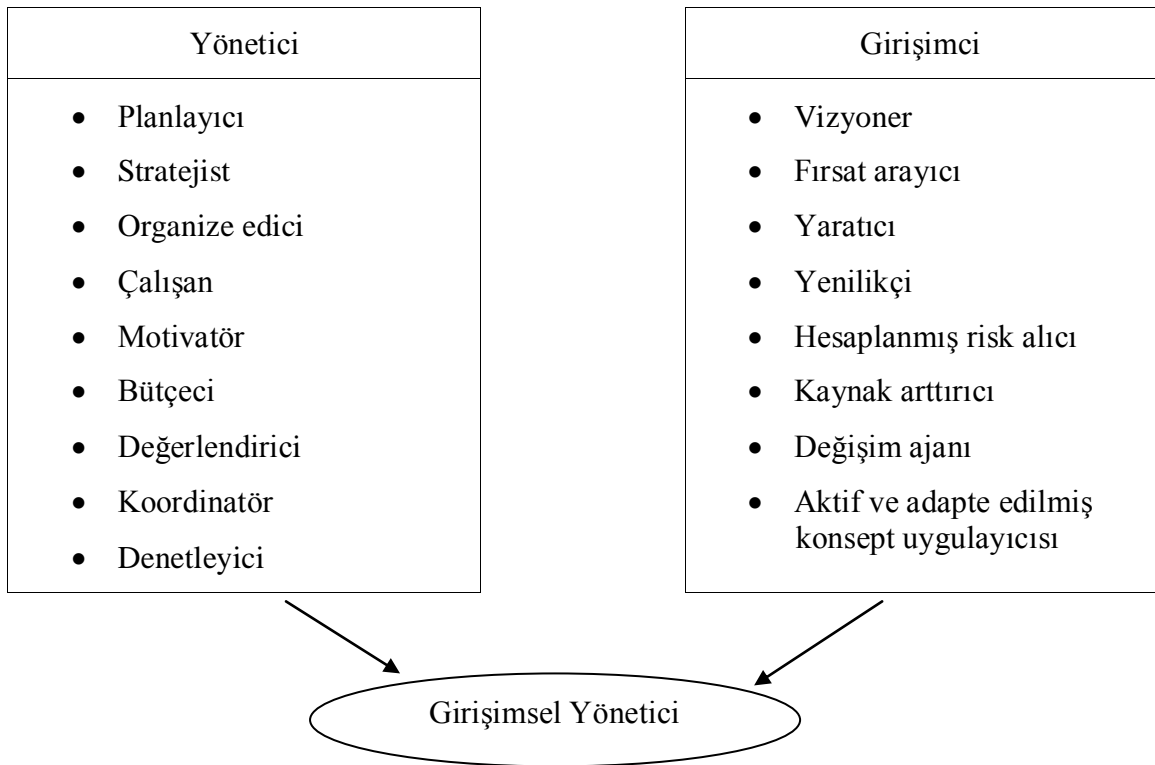 Yönetici
• Planlayıcı
• Stratejist
• Organize edici
• Çalışan
• Motivatör
• Bütçeci
• Değerlendirici
• Koordinatör
• Denetleyici
Girişimci
• Vizyoner
• Fırsat arayıcı
• Yaratıcı
• Yenilikçi
• Hesaplanmış risk alıcı
• Kaynak arttırıcı
• Değişim ajanı
• Aktif ve adapte edilmiş
konsept uygulayıcısı
Girişimsel Yönetici